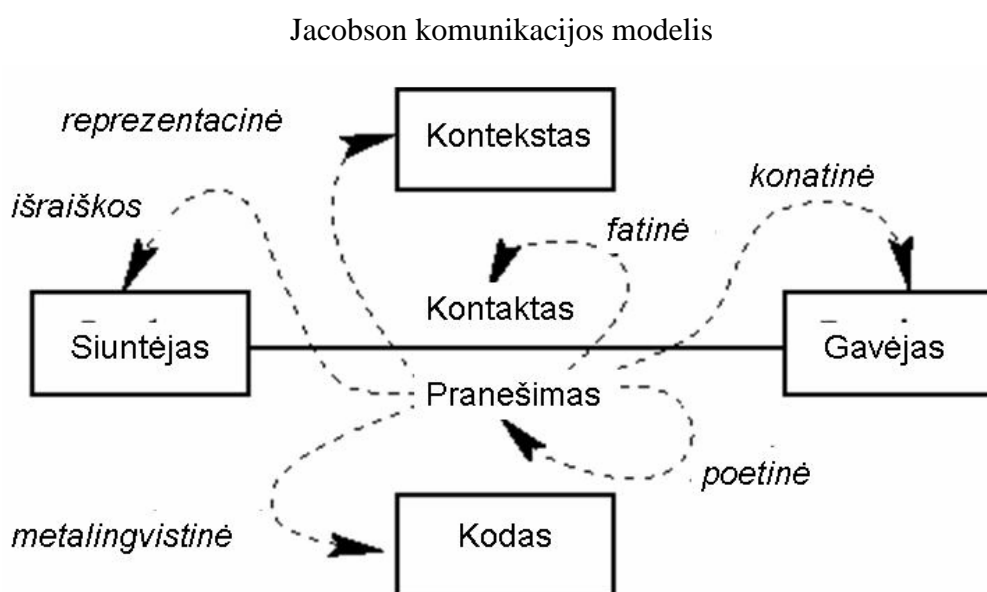 Jacobson komunikacijos modelis
reprezentacinė
Kontekstas
konatinė
išraiškos
fatinė
Kontaktas
Siuntėjas
Gavėjas
Pranešimas
poetinė
metalingvistinė
Kodas